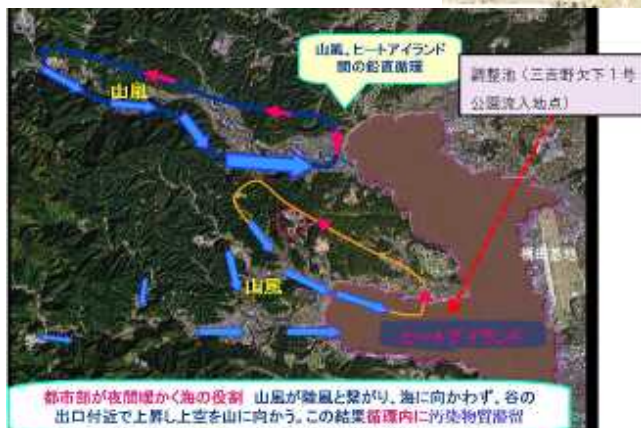 山風、ヒートアイランド
間の鉛直循環
調整池（三吉野欠下1号
公園流入地点）
山風
横田基地
山風
ヒートアイランド
都市部が夜間暖かく海の役割　山風が陸風と繋がり、海に向かわず、谷の
出口付近で上昇し上空を山に向かう。この結果循環内に汚染物質滞留